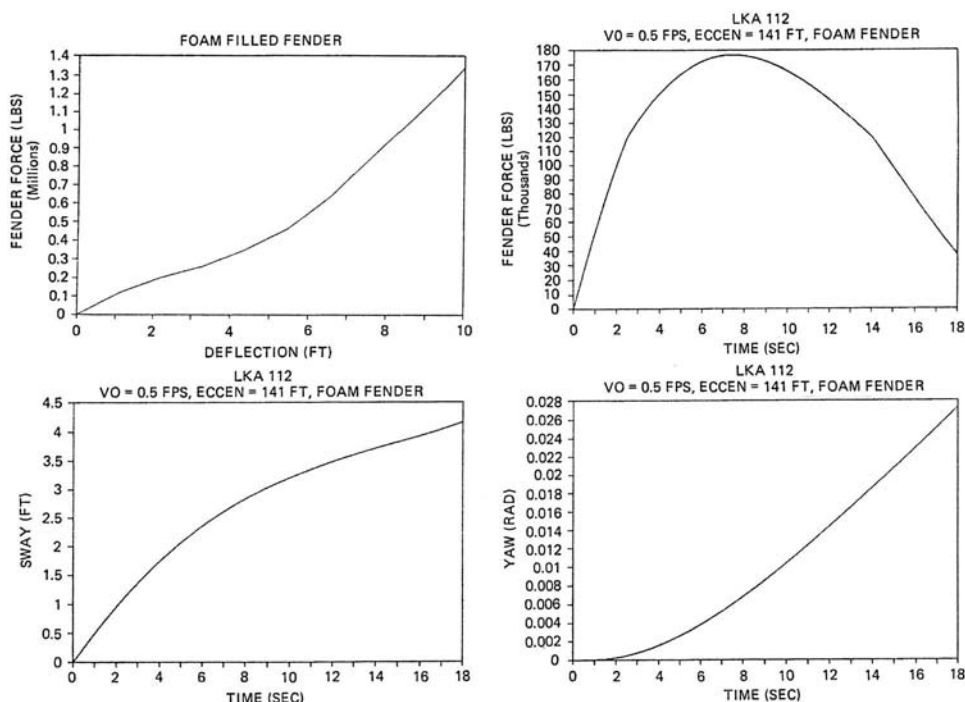 FOAM FILLED FENDER
1.4
1.3
1.2
1.1
1
0.9
0.8
0.7
0.6
0.5
0.4
0.3
0.2
0.1
0
FENDER FORCE (LBS)
(Millions)
0 2 4 6 8 10
DEFLECTION (FT)
LKA 112
V0 = 0.5 FPS, ECCEN = 141 FT, FOAM FENDER
180
170
160
150
140
130
120
110
100
90
80
70
60
50
40
30
20
10
0
FENDER FORCE (LBS)
(Thousands)
0 2 4 6 8 10 12 14 16 18
TIME (SEC)
LKA 112
VO = 0.5 FPS, ECCEN = 141 FT, FOAM FENDER
4.5
4
3.5
3
2.5
2
1.5
1
0.5
0
SWAY (FT)
0 2 4 6 8 10 12 14 16 18
TIME (SEC)
LKA 112
VO = 0.5 FPS, ECCEN = 141 FT, FOAM FENDER
0.028
0.026
0.024
0.022
0.02
0.018
0.016
0.014
0.012
0.01
0.008
0.006
0.004
0.002
0
YAW (RAD)
0 2 4 6 8 10 12 14 16 18
TIME (SEC)